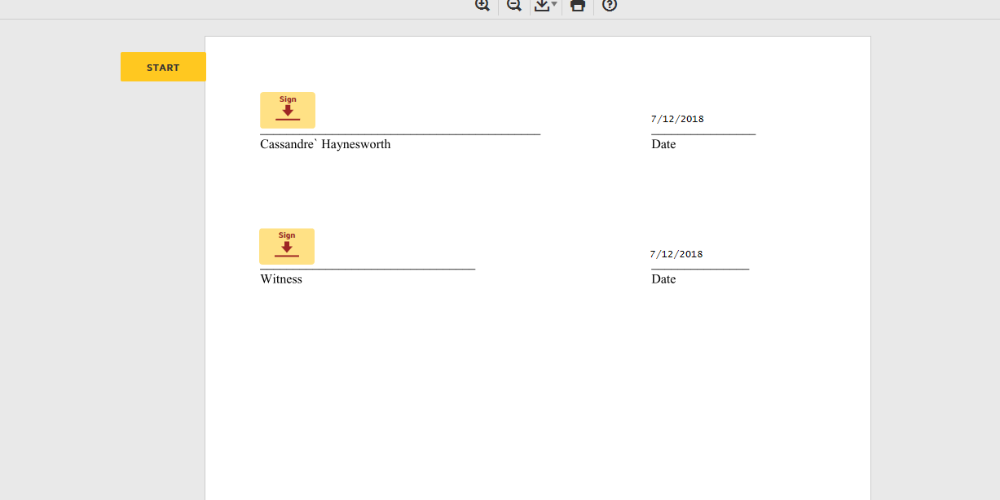 START
Sign
7/12/2018
Cassandre` Haynesworth
Date
Sign
7/12/2018
Witness
Date